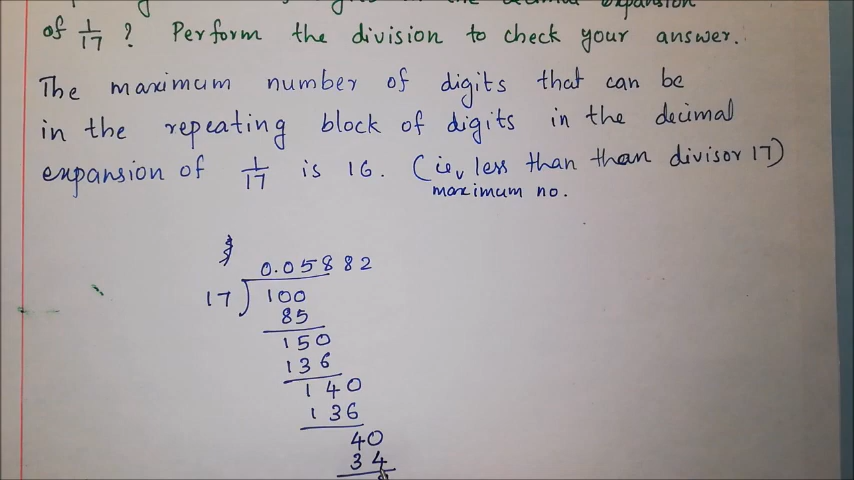 of 1/17 ? Perform the division to check your answer.
The maximum number of digits that can be
in the repeating block of digits in the decimal
expansion of 1/17 is 16. (ie, less than than divisor 17)
maximum no.
0.05882
17 ) 100
85
150
136
140
136
40
34